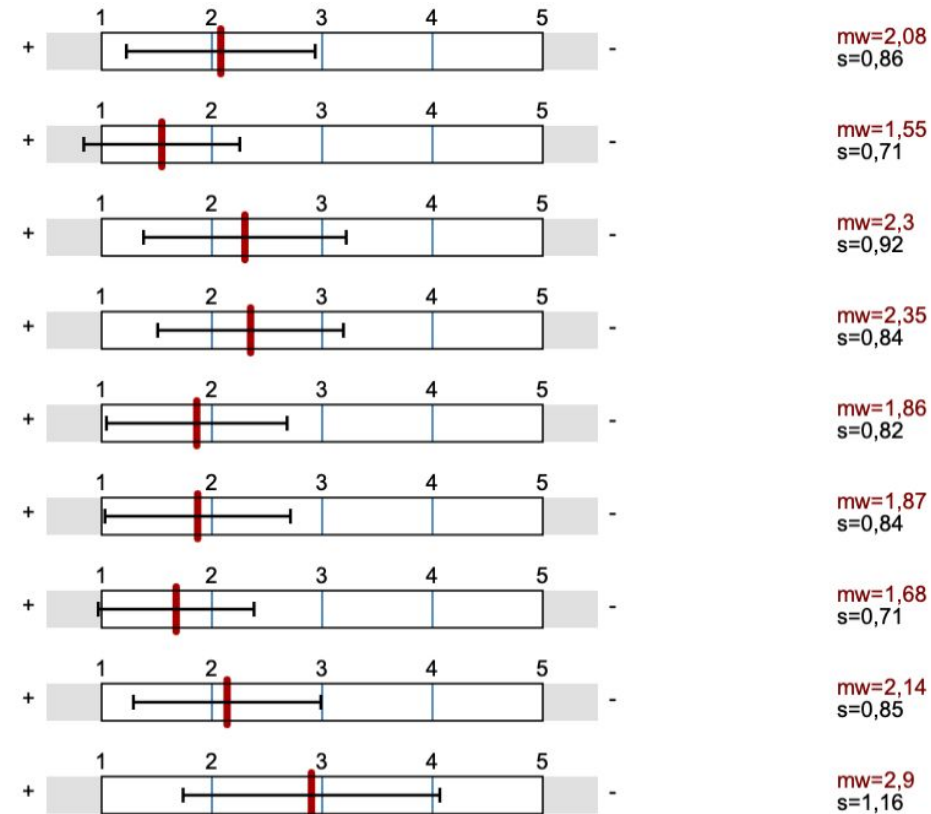 1 2 3 4 5
+ - mw=2,08
s=0,86
1 2 3 4 5
+ - mw=1,55
s=0,71
1 2 3 4 5
+ - mw=2,3
s=0,92
1 2 3 4 5
+ - mw=2,35
s=0,84
1 2 3 4 5
+ - mw=1,86
s=0,82
1 2 3 4 5
+ - mw=1,87
s=0,84
1 2 3 4 5
+ - mw=1,68
s=0,71
1 2 3 4 5
+ - mw=2,14
s=0,85
1 2 3 4 5
+ - mw=2,9
s=1,16